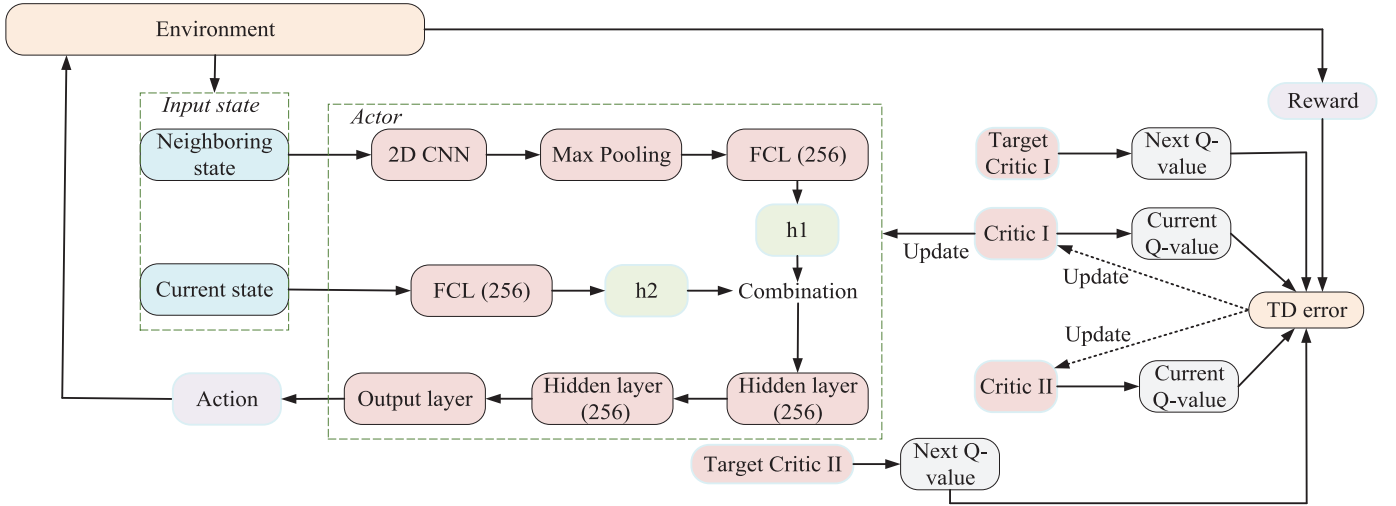 Environment
Input state
Neighboring
state
Current state
Actor
2D CNN
Max Pooling
FCL (256)
h1
FCL (256)
h2
Combination
Hidden layer
(256)
Hidden layer
(256)
Output layer
Action
Reward
Target
Critic I
Next Q-
value
Update
Critic I
Current
Q-value
Update
TD error
Update
Critic II
Current
Q-value
Target Critic II
Next Q-
value